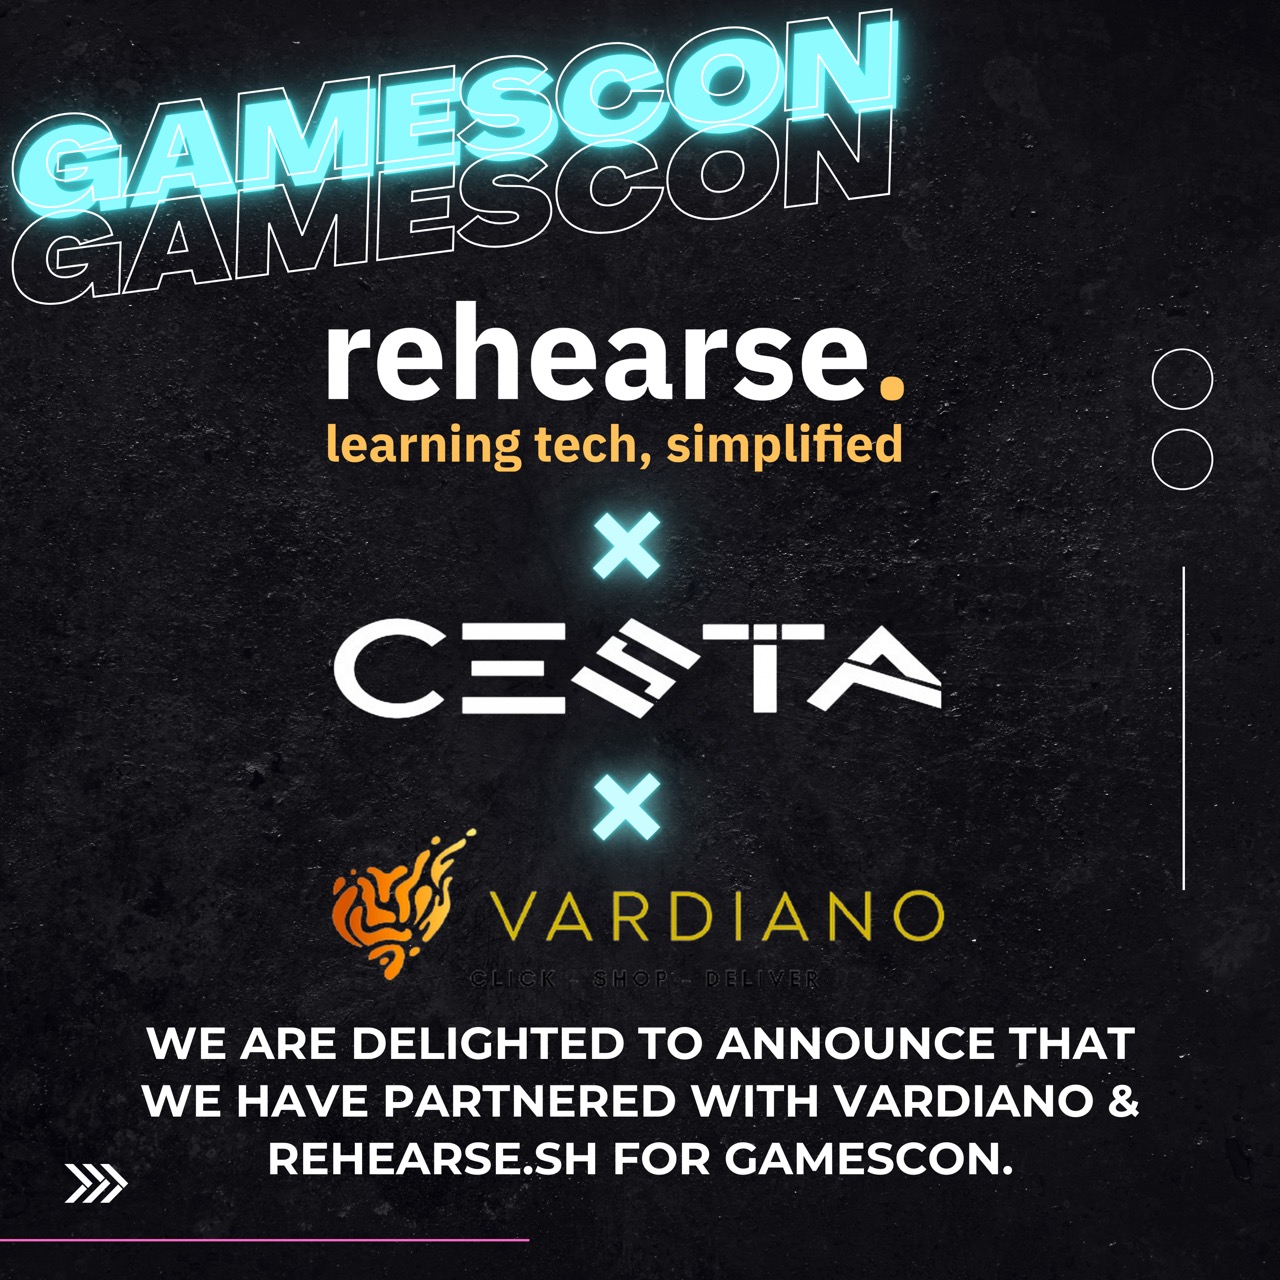 GAMESCON
GAMESCON
rehearse.
learning tech, simplified
CESTA
VARDIANO
CLICK - SHOP - DELIVER
WE ARE DELIGHTED TO ANNOUNCE THAT
WE HAVE PARTNERED WITH VARDIANO &
REHEARSE.SH FOR GAMESCON.